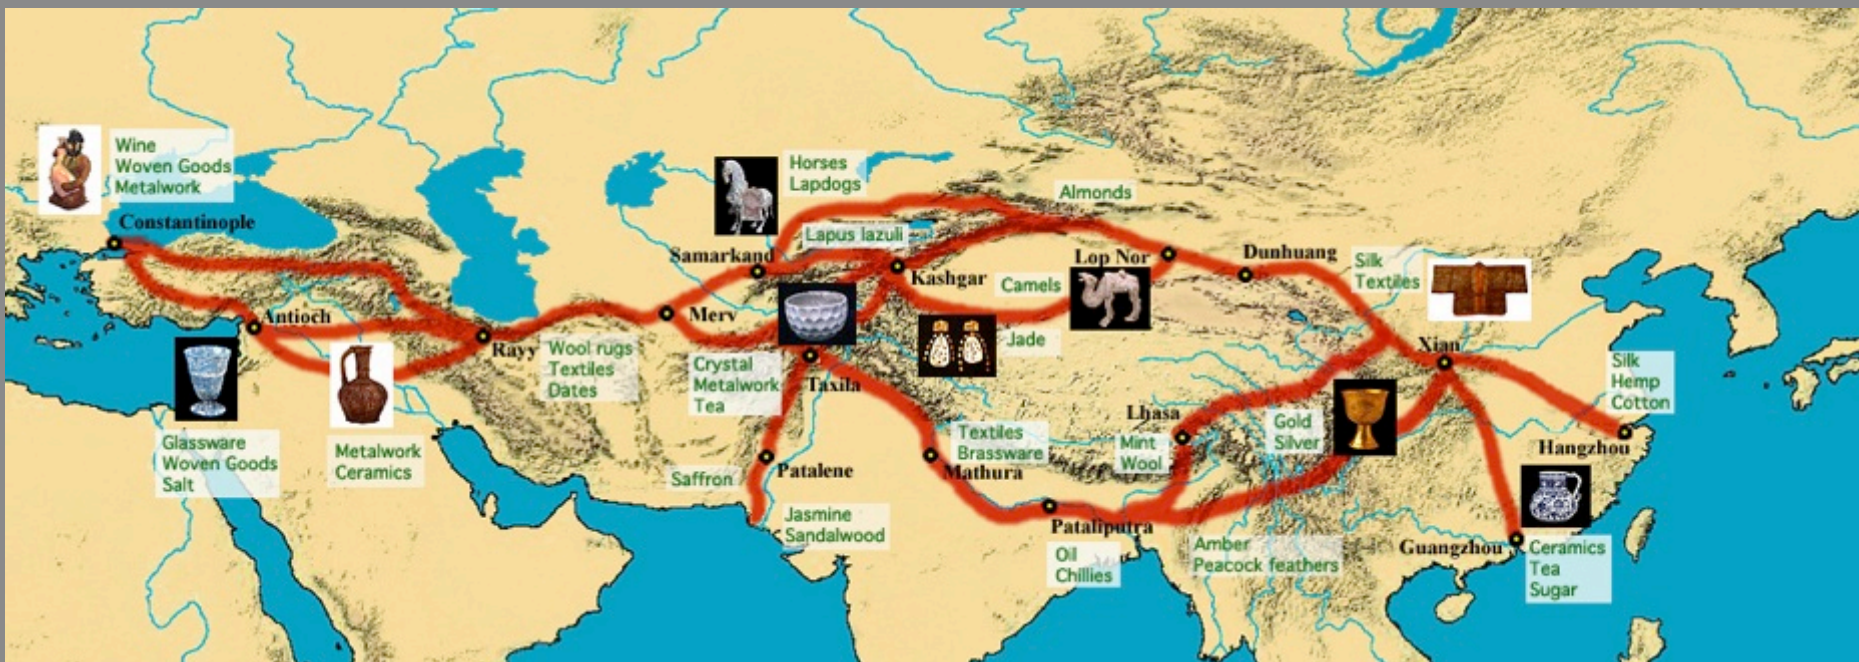 Wine
Woven Goods
Metalwork
Constantinople
Antioch
Glassware
Woven Goods
Salt
Metalwork
Ceramics
Rayy
Wool rugs
Textiles
Dates
Merv
Samarkand
Horses
Lapdogs
Lapus lazuli
Kashgar
Crystal
Metalwork
Tea
Taxila
Saffron
Patalene
Jasmine
Sandalwood
Almonds
Camels
Jade
Lop Nor
Dunhuang
Textiles
Brassware
Mathura
Pataliputra
Oil
Chillies
Lhasa
Mint
Wool
Gold
Silver
Amber
Peacock feathers
Silk
Textiles
Xian
Silk
Hemp
Cotton
Hangzhou
Guangzhou
Ceramics
Tea
Sugar